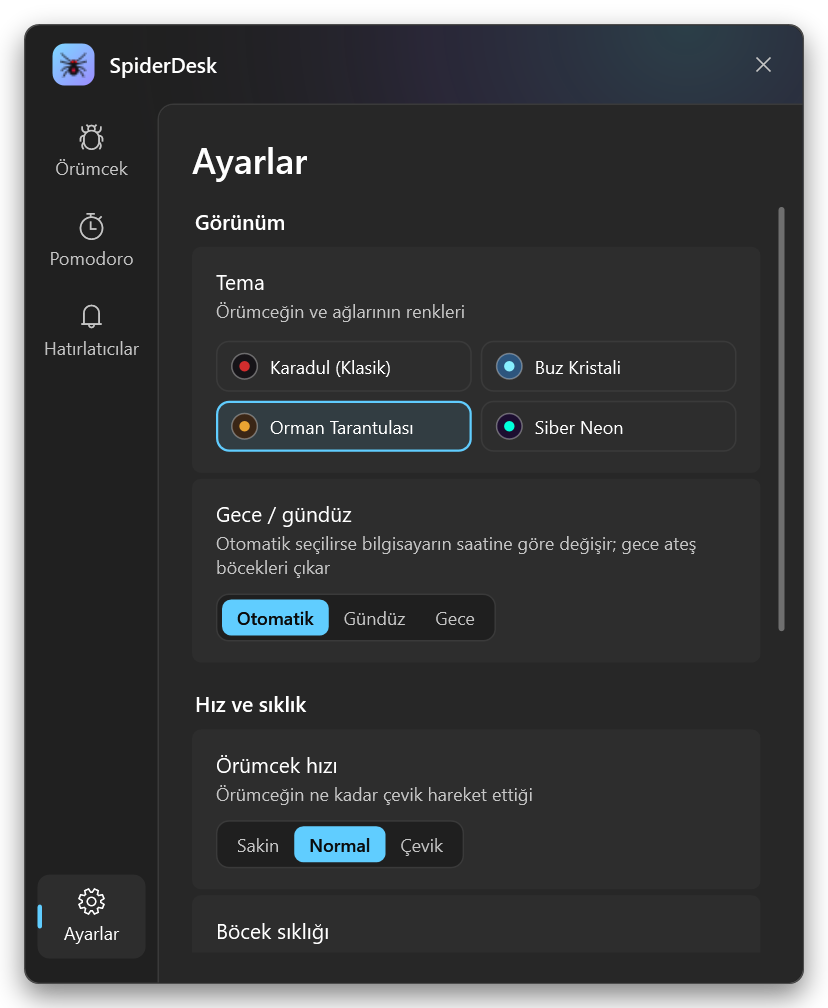 SpiderDesk
Örümcek
Pomodoro
Hatırlatıcılar
Ayarlar
Ayarlar
Görünüm
Tema
Örümceğin ve ağlarının renkleri
Karadul (Klasik)
Buz Kristali
Orman Tarantulası
Siber Neon
Gece / gündüz
Otomatik seçilirse bilgisayarın saatine göre değişir; gece ateş
böcekleri çıkar
Otomatik
Gündüz
Gece
Hız ve sıklık
Örümcek hızı
Örümceğin ne kadar çevik hareket ettiği
Sakin
Normal
Çevik
Böcek sıklığı